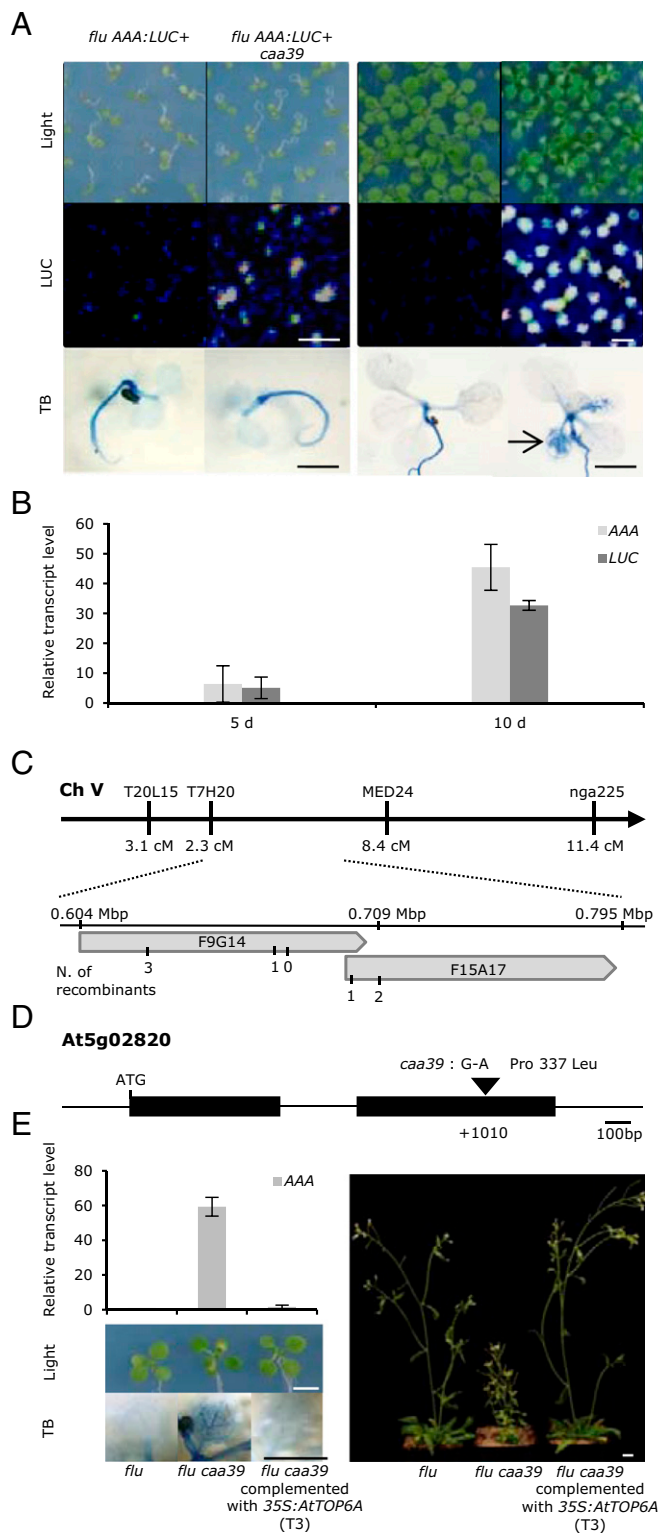 A
flu AAA:LUC+
flu AAA:LUC+
caa39
Light
LUC
TB
B
Relative transcript level
60
50
40
30
20
10
0
AAA
LUC
5 d
10 d
C
Ch V
T20L15
T7H20
MED24
nga225
3.1 cM
2.3 cM
8.4 cM
11.4 cM
0.604 Mbp
0.709 Mbp
0.795 Mbp
F9G14
N. of
recombinants
3
1
0
F15A17
1
2
D
At5g02820
caa39 : G-A Pro 337 Leu
ATG
+1010
100bp
E
Relative transcript level
80
60
40
20
0
AAA
Light
TB
flu
flu caa39
flu caa39
complemented
with 35S:AtTOP6A
(T3)
flu
flu caa39
flu caa39
complemented
with 35S:AtTOP6A
(T3)